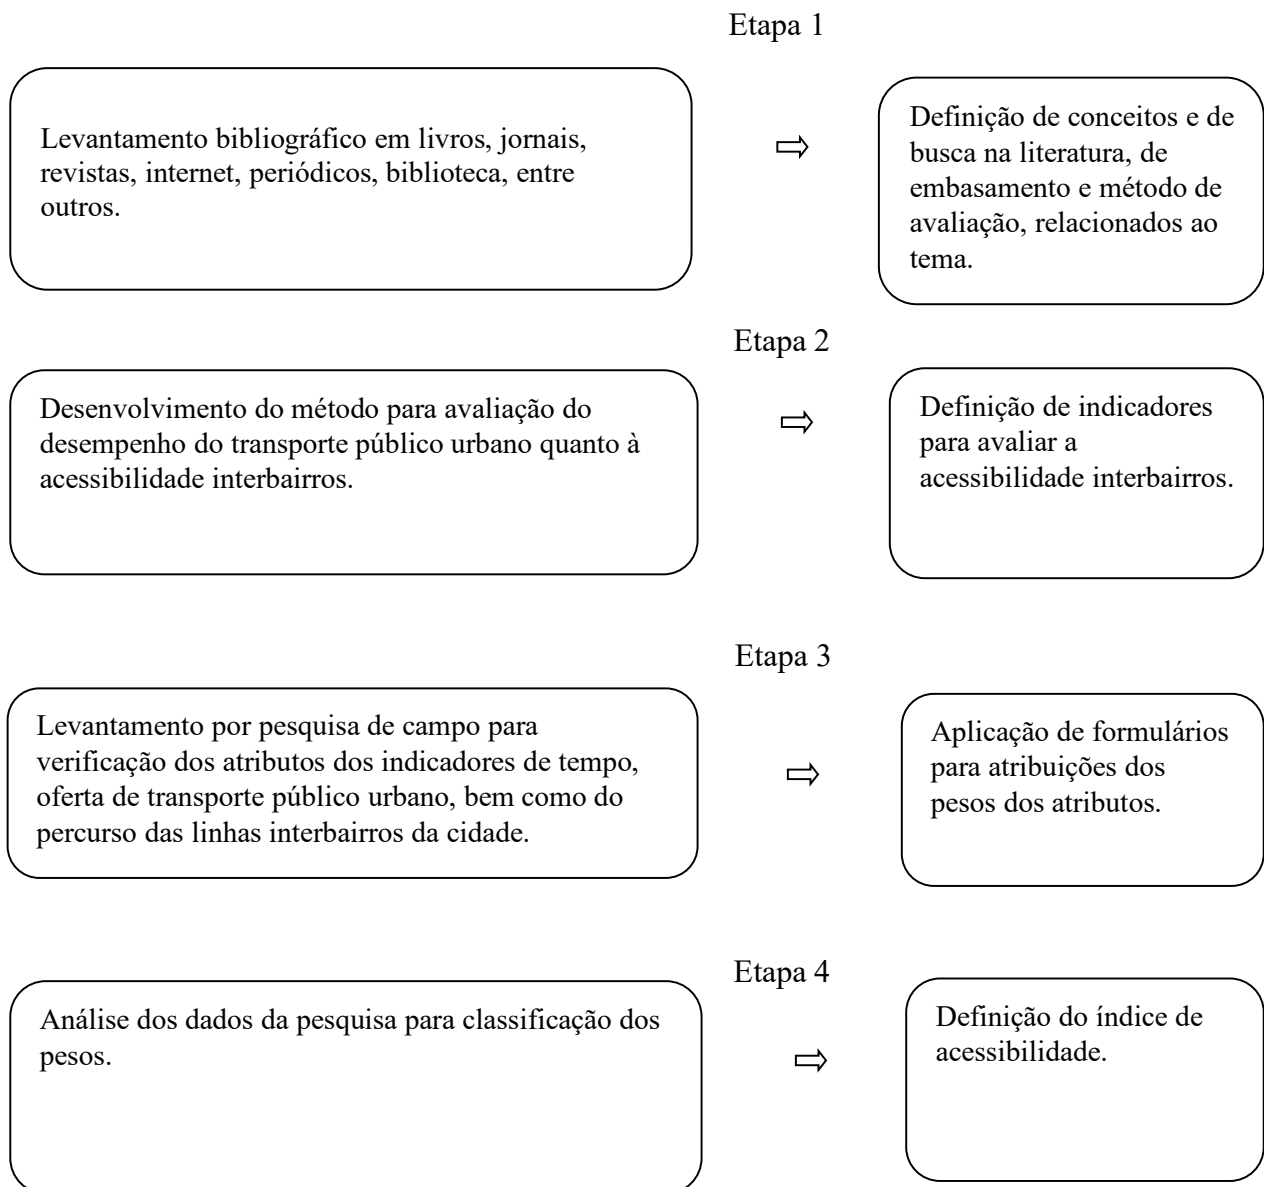 Etapa 1
Levantamento bibliográfico em livros, jornais,
revistas, internet, periódicos, biblioteca, entre
outros.
Definição de conceitos e de
busca na literatura, de
embasamento e método de
avaliação, relacionados ao
tema.
Etapa 2
Desenvolvimento do método para avaliação do
desempenho do transporte público urbano quanto à
acessibilidade interbairros.
Definição de indicadores
para avaliar a
acessibilidade interbairros.
Etapa 3
Levantamento por pesquisa de campo para
verificação dos atributos dos indicadores de tempo,
oferta de transporte público urbano, bem como do
percurso das linhas interbairros da cidade.
Aplicação de formulários
para atribuições dos
pesos dos atributos.
Etapa 4
Análise dos dados da pesquisa para classificação dos
pesos.
Definição do índice de
acessibilidade.